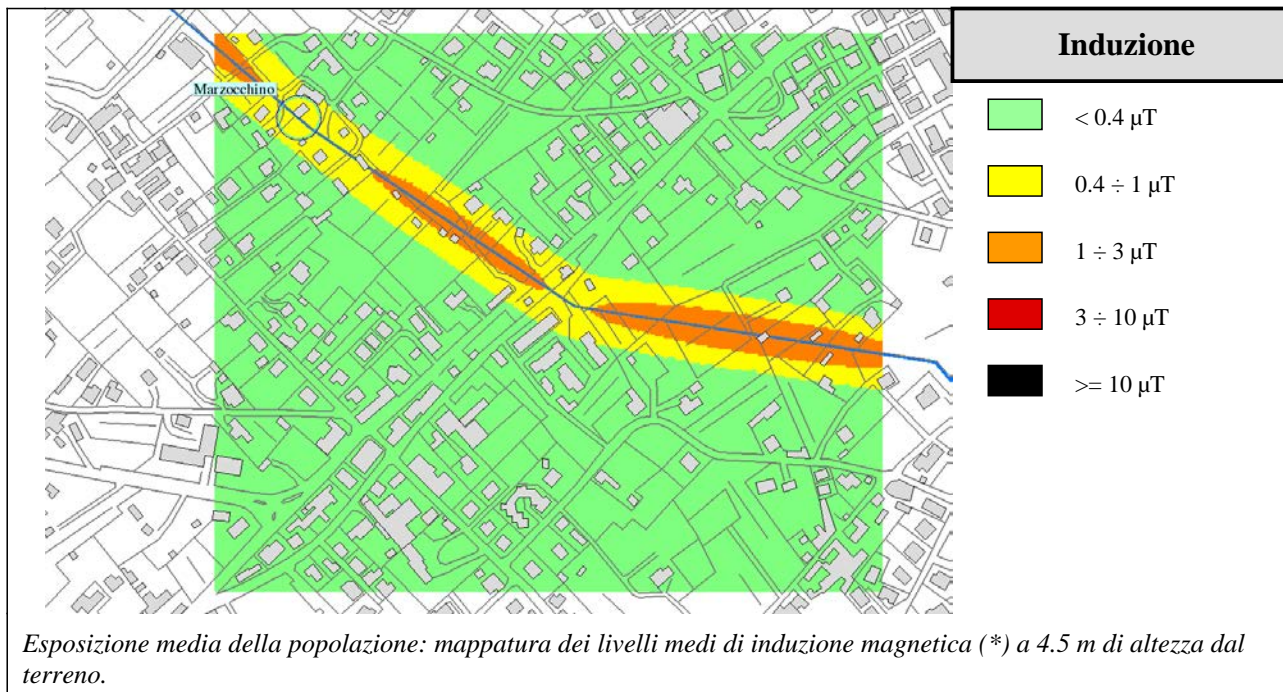 Induzione
Marzocchino
< 0.4 µT
0.4 ÷ 1 µT
1 ÷ 3 µT
3 ÷ 10 µT
>= 10 µT
Esposizione media della popolazione: mappatura dei livelli medi di induzione magnetica (*) a 4.5 m di altezza dal
terreno.